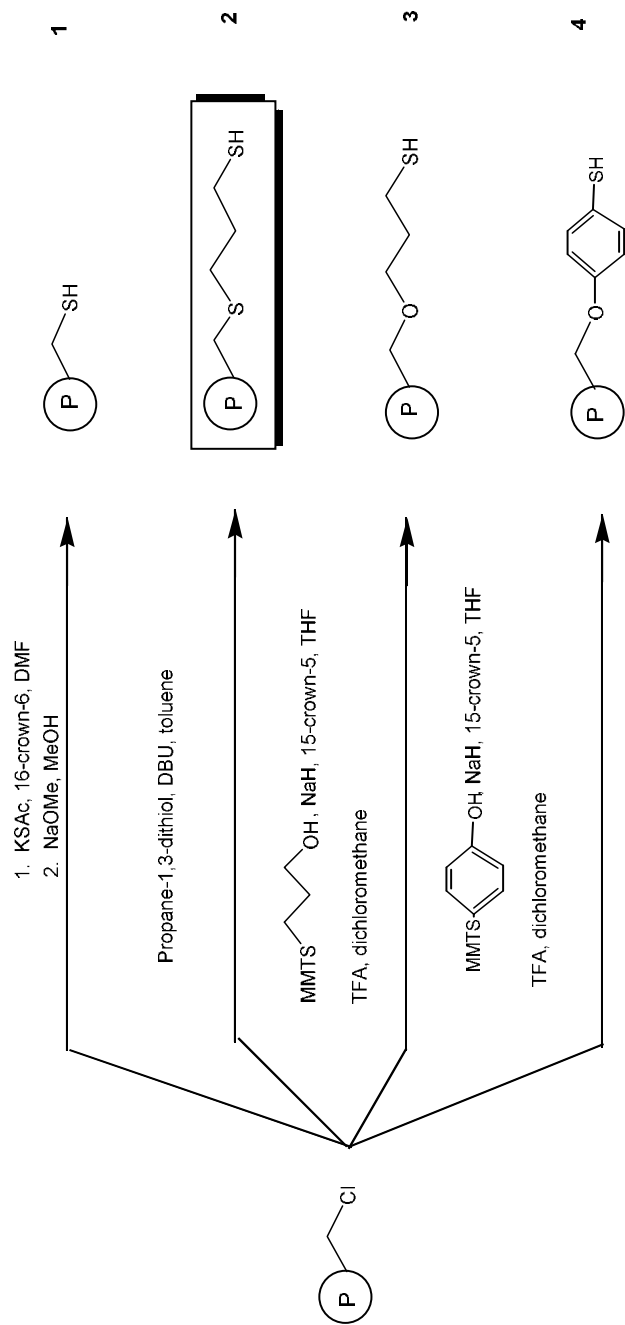 P
Cl
1. KSAc, 16-crown-6, DMF
2. NaOMe, MeOH
P
SH
1
Propane-1,3-dithiol, DBU, toluene
P
S
SH
2
MMTS
OH, NaH, 15-crown-5, THF
TFA, dichloromethane
P
O
SH
3
MMTS
OH, NaH, 15-crown-5, THF
TFA, dichloromethane
P
O
SH
4